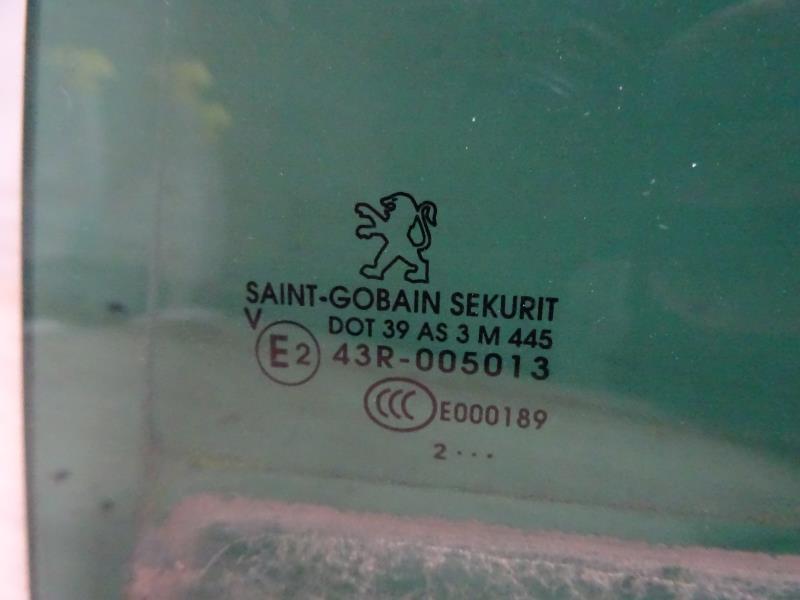 SAINT-GOBAIN SEKURIT
V DOT 39 AS 3 M 445
E2 43R-005013
CCC E000189
2 ...